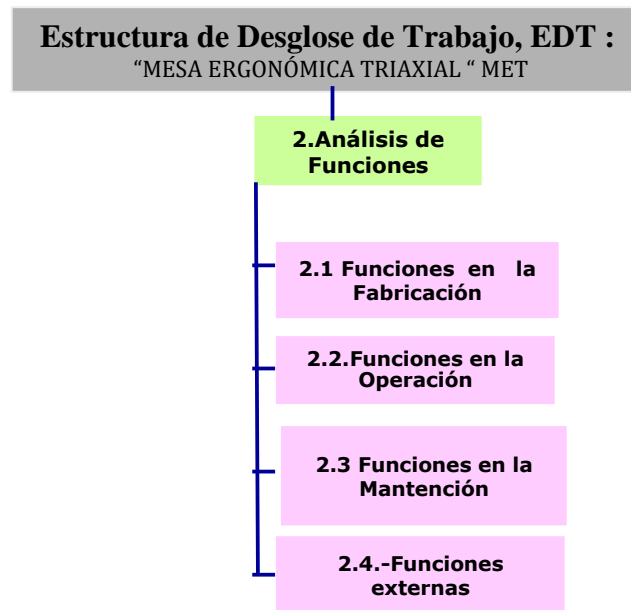 Estructura de Desglose de Trabajo, EDT :
“MESA ERGONÓMICA TRIAXIAL “ MET
2.Análisis de
Funciones
2.1 Funciones en la
Fabricación
2.2.Funciones en la
Operación
2.3 Funciones en la
Mantención
2.4.-Funciones
externas